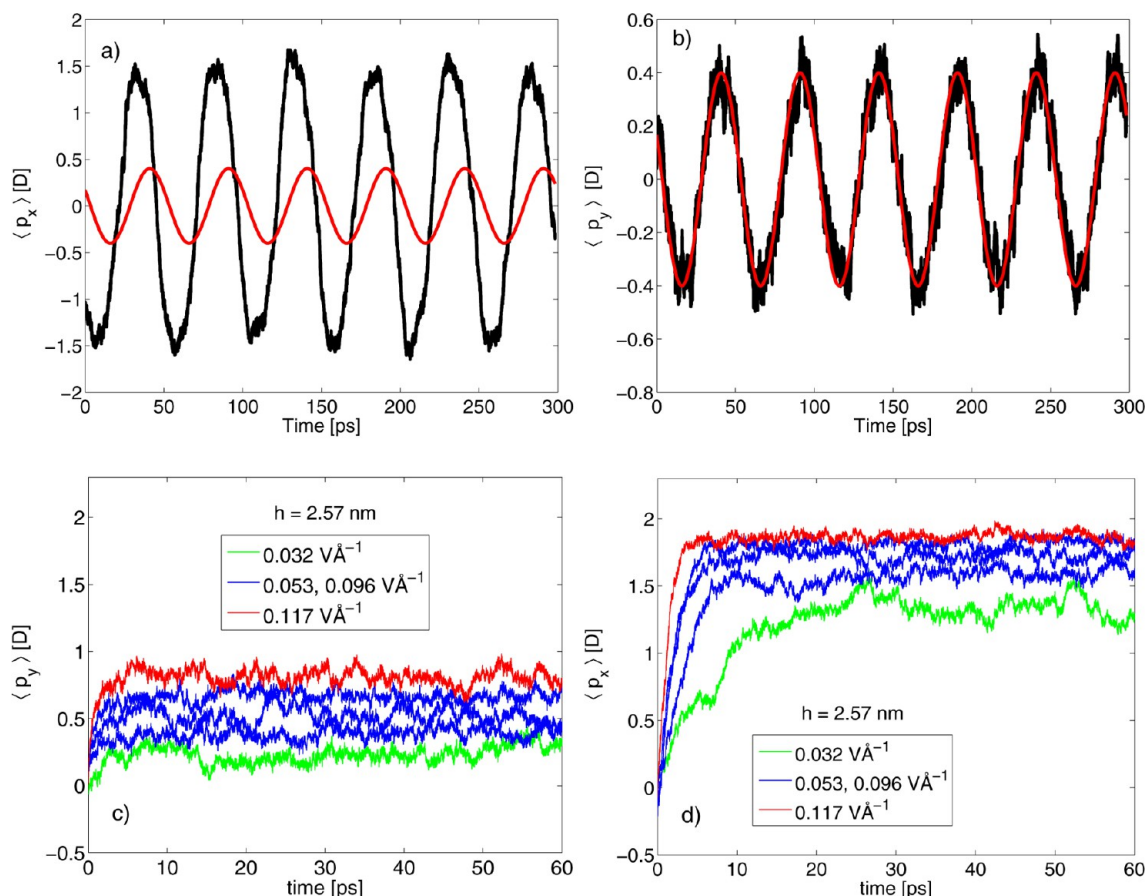 a)
2
1.5
1
0.5
0
−0.5
−1
−1.5
−2
⟨ p_x ⟩ [D]
0 50 100 150 200 250 300
Time [ps]
b)
0.8
0.6
0.4
0.2
0
−0.2
−0.4
−0.6
−0.8
⟨ p_y ⟩ [D]
0 50 100 150 200 250 300
Time [ps]
h = 2.57 nm
0.032 VÅ⁻¹
0.053, 0.096 VÅ⁻¹
0.117 VÅ⁻¹
2
1.5
1
0.5
0
−0.5
⟨ p_y ⟩ [D]
c)
0 10 20 30 40 50 60
time [ps]
2
1.5
1
0.5
0
−0.5
⟨ p_x ⟩ [D]
h = 2.57 nm
0.032 VÅ⁻¹
0.053, 0.096 VÅ⁻¹
0.117 VÅ⁻¹
d)
0 10 20 30 40 50 60
time [ps]